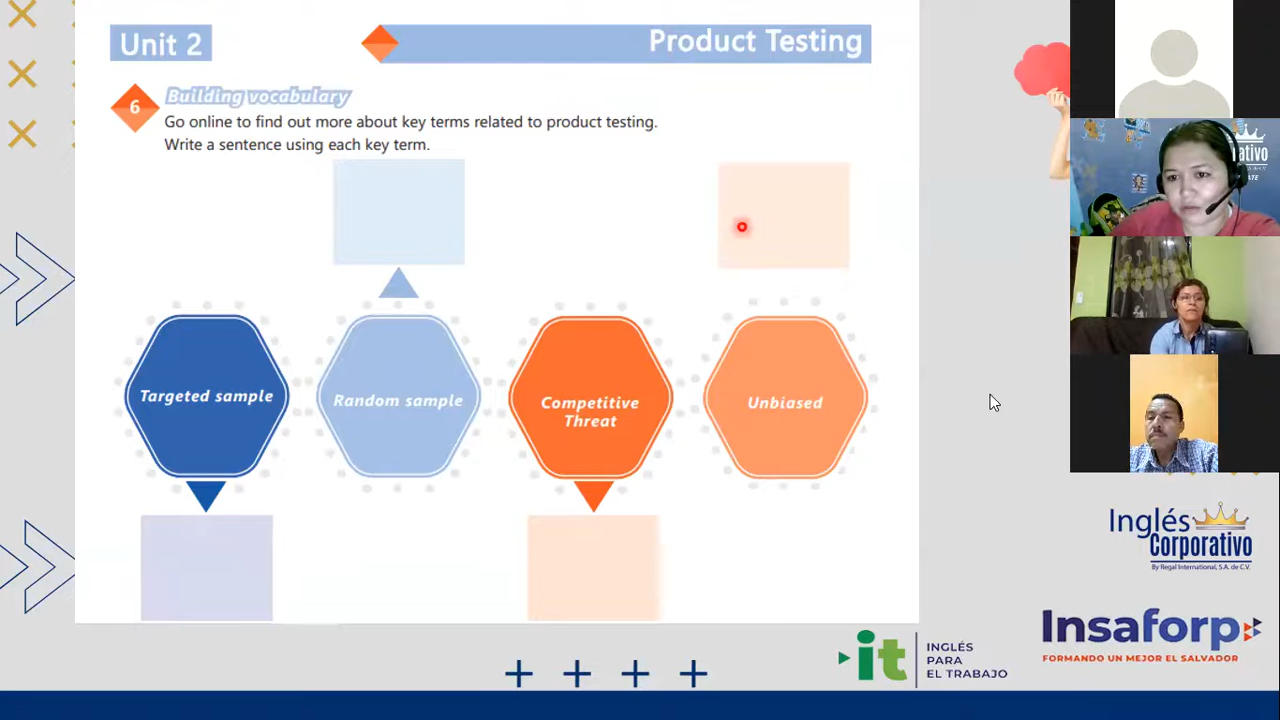 Unit 2
Product Testing
6
Building vocabulary
Go online to find out more about key terms related to product testing.
Write a sentence using each key term.
Targeted sample
Random sample
Competitive
Threat
Unbiased
Inglés
Corporativo
By Regal International, S.A. de C.V.
it
INGLÉS
PARA
EL TRABAJO
Insaforp
FORMANDO UN MEJOR EL SALVADOR